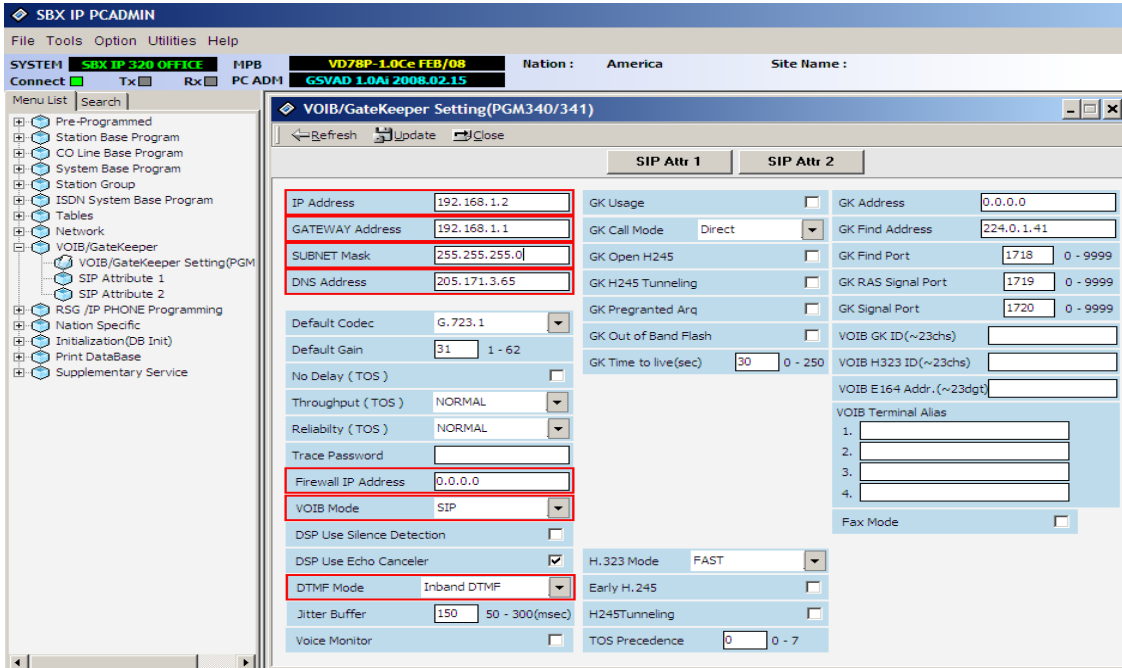 SBX IP PCADMIN
File Tools Option Utilities Help
SYSTEM SBX IP 320 OFFICE MPB VD78P-1.0Ce FEB/08 Nation : America Site Name :
Connect Tx Rx PC ADM GSVAD 1.0Ai 2008.02.15
Menu List Search
Pre-Programmed
Station Base Program
CO Line Base Program
System Base Program
Station Group
ISDN System Base Program
Tables
Network
VOIB/GateKeeper
VOIB/GateKeeper Setting(PGM
SIP Attribute 1
SIP Attribute 2
RSG /IP PHONE Programming
Nation Specific
Initialization(DB Init)
Print DataBase
Supplementary Service
VOIB/GateKeeper Setting(PGM340/341)
Refresh Update Close
SIP Attr 1 SIP Attr 2
IP Address 192.168.1.2
GATEWAY Address 192.168.1.1
SUBNET Mask 255.255.255.0
DNS Address 205.171.3.65
Default Codec G.723.1
Default Gain 31 1 - 62
No Delay ( TOS )
Throughput ( TOS ) NORMAL
Reliabilty ( TOS ) NORMAL
Trace Password
Firewall IP Address 0.0.0.0
VOIB Mode SIP
DSP Use Silence Detection
DSP Use Echo Canceler
DTMF Mode Inband DTMF
Jitter Buffer 150 50 - 300(msec)
Voice Monitor
GK Usage
GK Call Mode Direct
GK Open H245
GK H245 Tunneling
GK Pregranted Arq
GK Out of Band Flash
GK Time to live(sec) 30 0 - 250
H.323 Mode FAST
Early H.245
H245Tunneling
TOS Precedence 0 0 - 7
GK Address 0.0.0.0
GK Find Address 224.0.1.41
GK Find Port 1718 0 - 9999
GK RAS Signal Port 1719 0 - 9999
GK Signal Port 1720 0 - 9999
VOIB GK ID(~23chs)
VOIB H323 ID(~23chs)
VOIB E164 Addr.(~23dgt)
VOIB Terminal Alias
1.
2.
3.
4.
Fax Mode